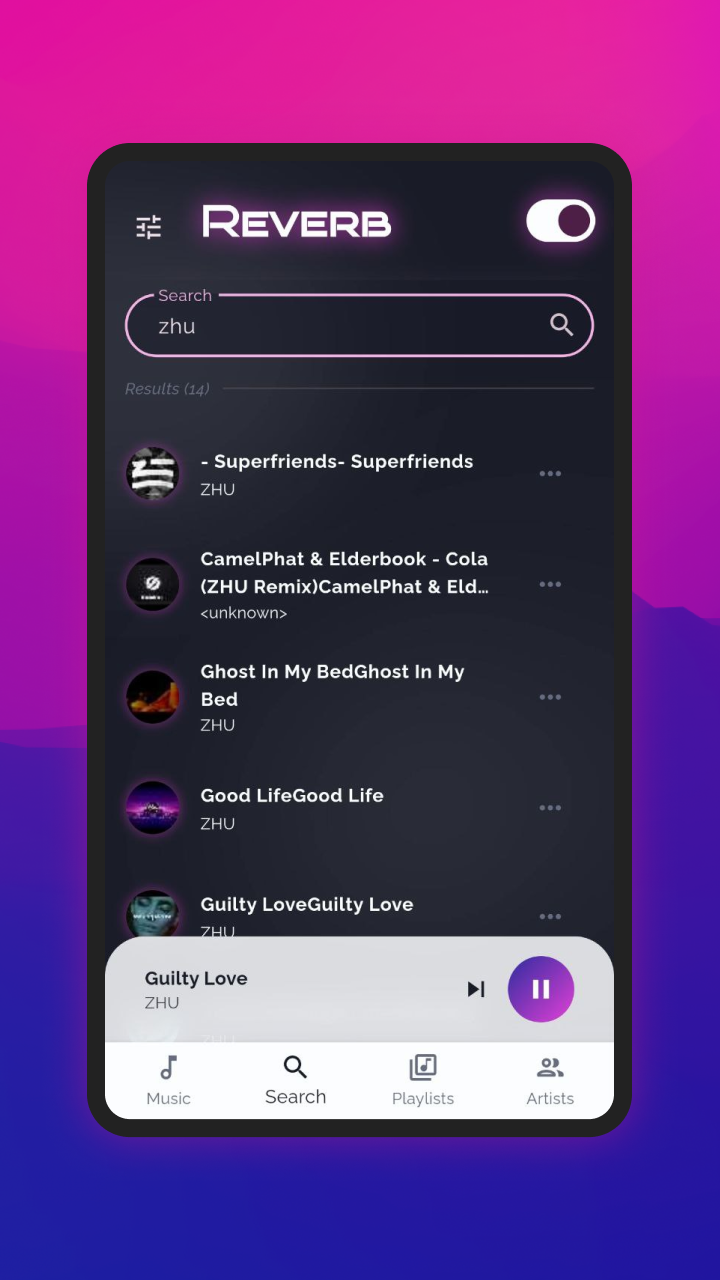 REVERB
Search
zhu
Results (14)
- Superfriends- Superfriends
ZHU
CamelPhat & Elderbook - Cola
(ZHU Remix)CamelPhat & Eld…
<unknown>
Ghost In My BedGhost In My
Bed
ZHU
Good LifeGood Life
ZHU
Guilty LoveGuilty Love
ZHU
Guilty Love
ZHU
ZHU
Music
Search
Playlists
Artists